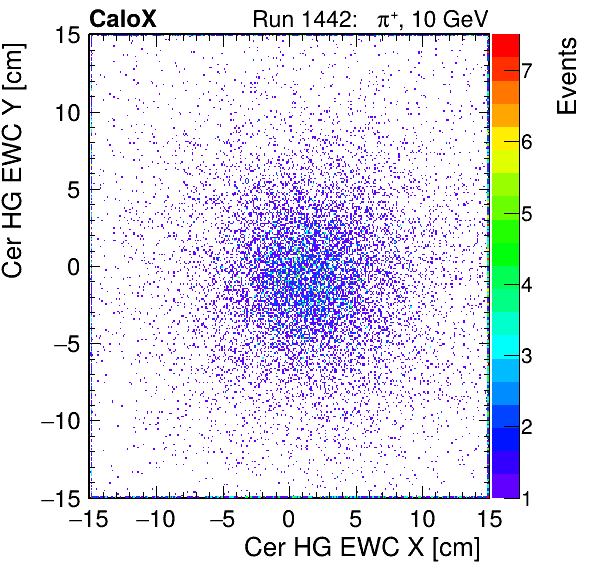 CaloX Run 1442: π+, 10 GeV
Events
Cer HG EWC Y [cm]
15
10
5
0
−5
−10
−15
7
6
5
4
3
2
1
−15 −10 −5 0 5 10 15
Cer HG EWC X [cm]